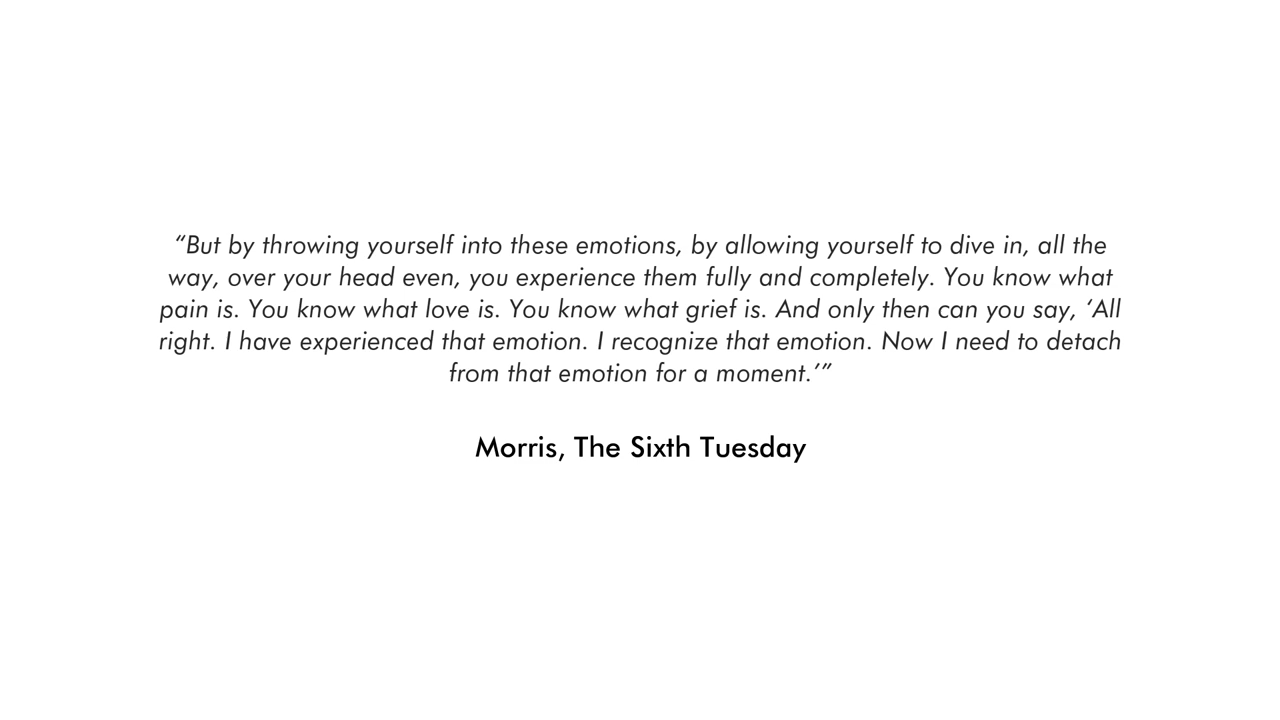 “But by throwing yourself into these emotions, by allowing yourself to dive in, all the
way, over your head even, you experience them fully and completely. You know what
pain is. You know what love is. You know what grief is. And only then can you say, ‘All
right. I have experienced that emotion. I recognize that emotion. Now I need to detach
from that emotion for a moment.’”
Morris, The Sixth Tuesday